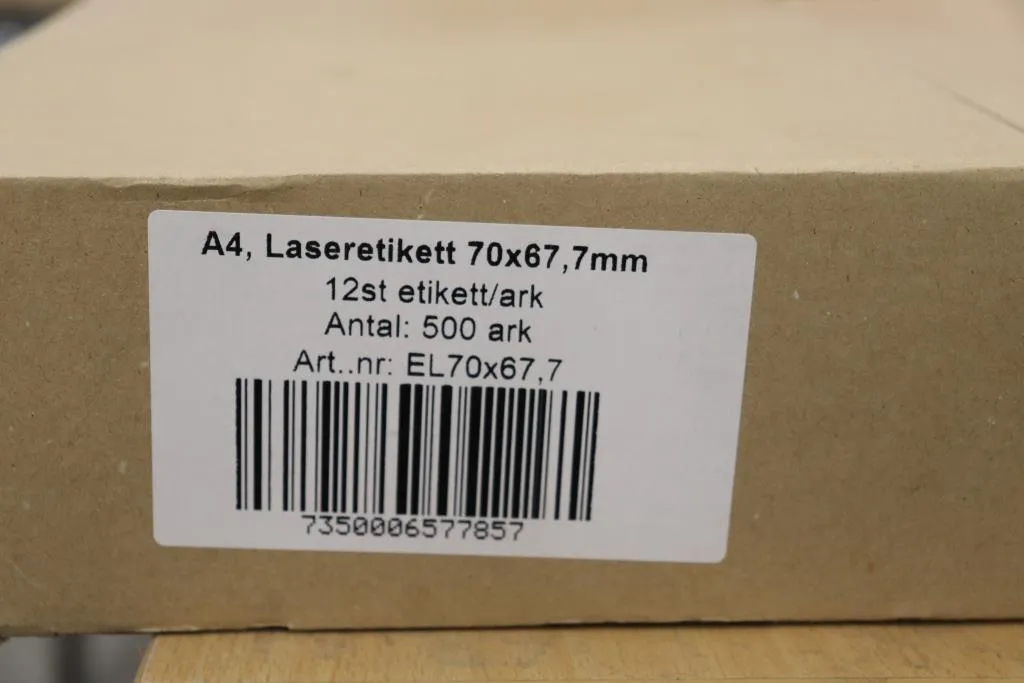 A4, Laseretikett 70x67,7mm
12st etikett/ark
Antal: 500 ark
Art..nr: EL70x67,7
7350006577857